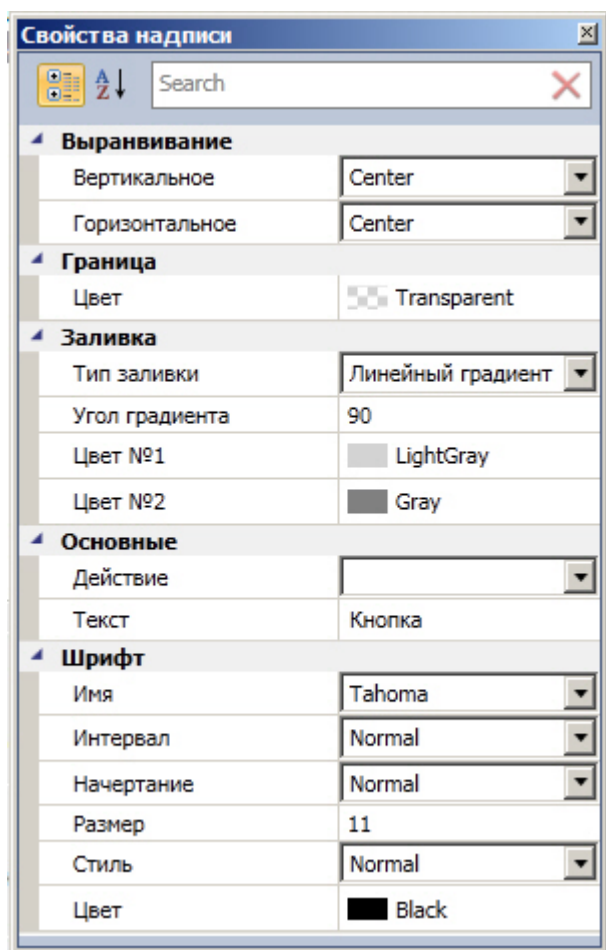 Свойства надписи
A
Z
Search
Выранвивание
Вертикальное Center
Горизонтальное Center
Граница
Цвет Transparent
Заливка
Тип заливки Линейный градиент
Угол градиента 90
Цвет №1 LightGray
Цвет №2 Gray
Основные
Действие
Текст Кнопка
Шрифт
Имя Tahoma
Интервал Normal
Начертание Normal
Размер 11
Стиль Normal
Цвет Black